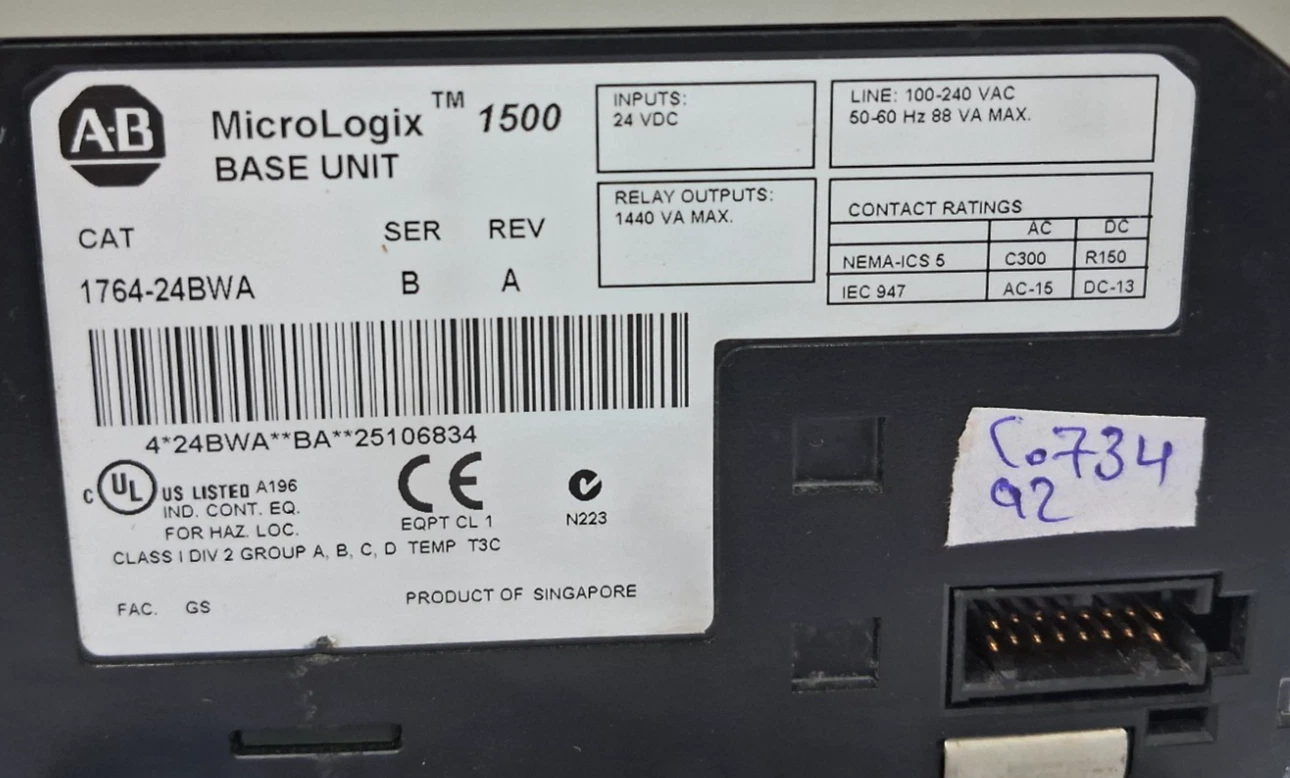 A·B
MicroLogix™ 1500
BASE UNIT
CAT
SER
REV
1764-24BWA
B
A
4*24BWA**BA**25106834
C UL US LISTED A196
IND. CONT. EQ.
FOR HAZ. LOC.
CLASS I DIV 2 GROUP A, B, C, D TEMP T3C
CE
EQPT CL 1
N223
FAC. GS
PRODUCT OF SINGAPORE
INPUTS:
24 VDC
RELAY OUTPUTS:
1440 VA MAX.
LINE: 100-240 VAC
50-60 Hz 88 VA MAX.
CONTACT RATINGS
AC DC
NEMA-ICS 5 C300 R150
IEC 947 AC-15 DC-13
92